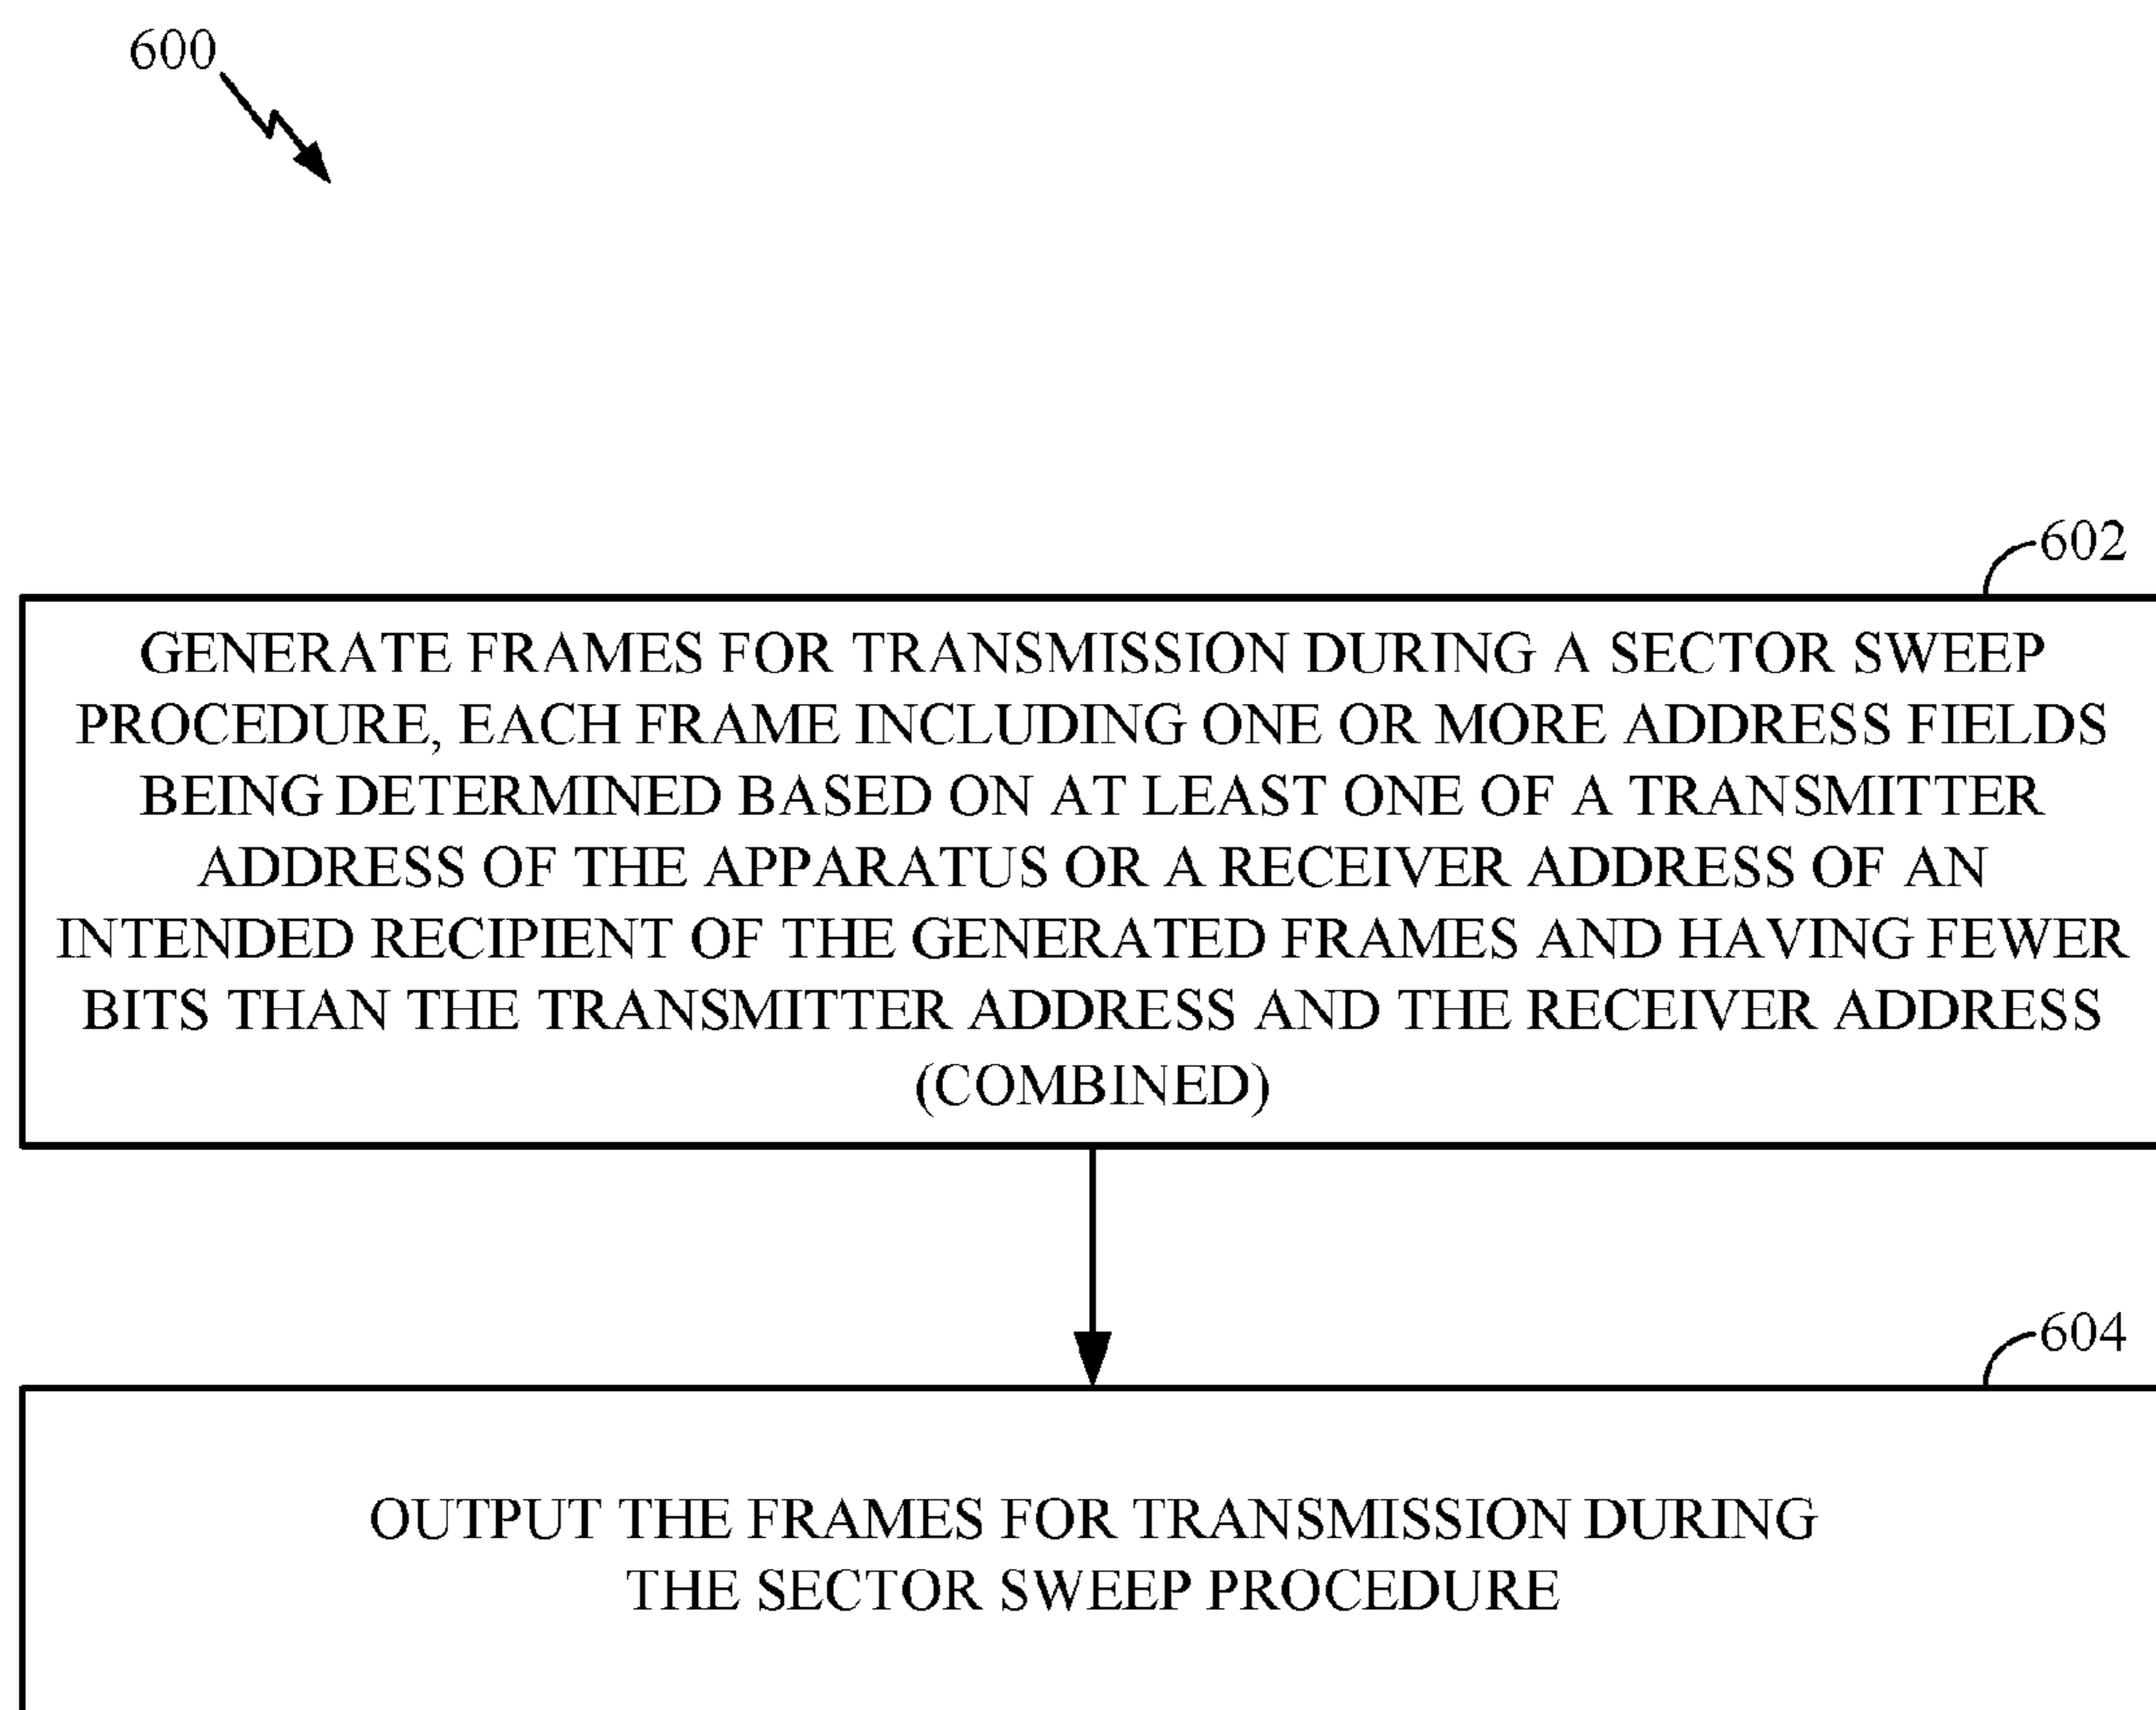 600
602
GENERATE FRAMES FOR TRANSMISSION DURING A SECTOR SWEEP
PROCEDURE, EACH FRAME INCLUDING ONE OR MORE ADDRESS FIELDS
BEING DETERMINED BASED ON AT LEAST ONE OF A TRANSMITTER
ADDRESS OF THE APPARATUS OR A RECEIVER ADDRESS OF AN
INTENDED RECIPIENT OF THE GENERATED FRAMES AND HAVING FEWER
BITS THAN THE TRANSMITTER ADDRESS AND THE RECEIVER ADDRESS
(COMBINED)
604
OUTPUT THE FRAMES FOR TRANSMISSION DURING
THE SECTOR SWEEP PROCEDURE